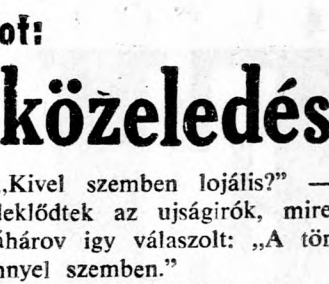 ot:
közeledés
„Kivel szemben lojális?” —
deklődtek az ujságirók, mire
áhárov igy válaszolt: „A tör
nnyel szemben.”